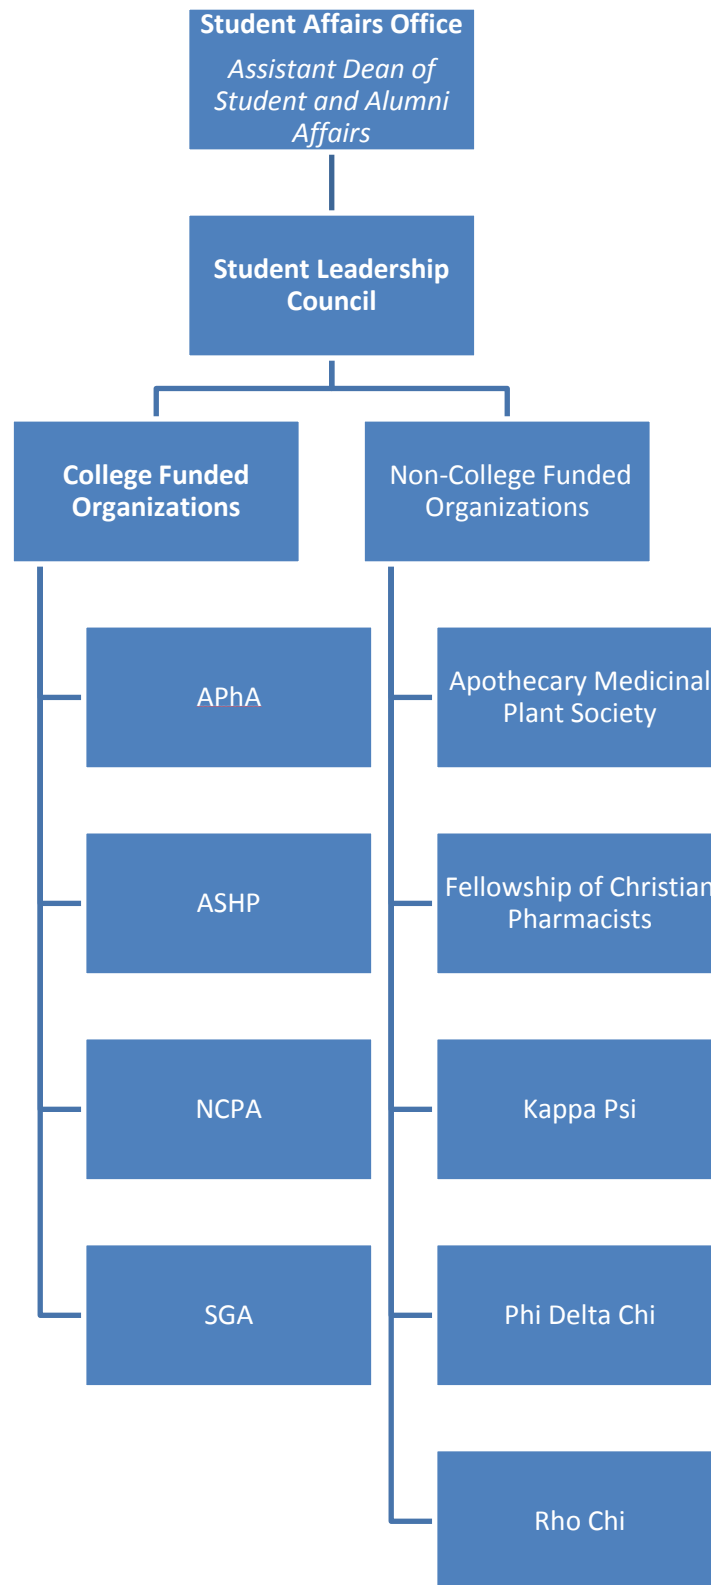 Student Affairs Office
Assistant Dean of
Student and Alumni
Affairs
Student Leadership
Council
College Funded
Organizations
Non-College Funded
Organizations
APhA
ASHP
NCPA
SGA
Apothecary Medicinal
Plant Society
Fellowship of Christian
Pharmacists
Kappa Psi
Phi Delta Chi
Rho Chi